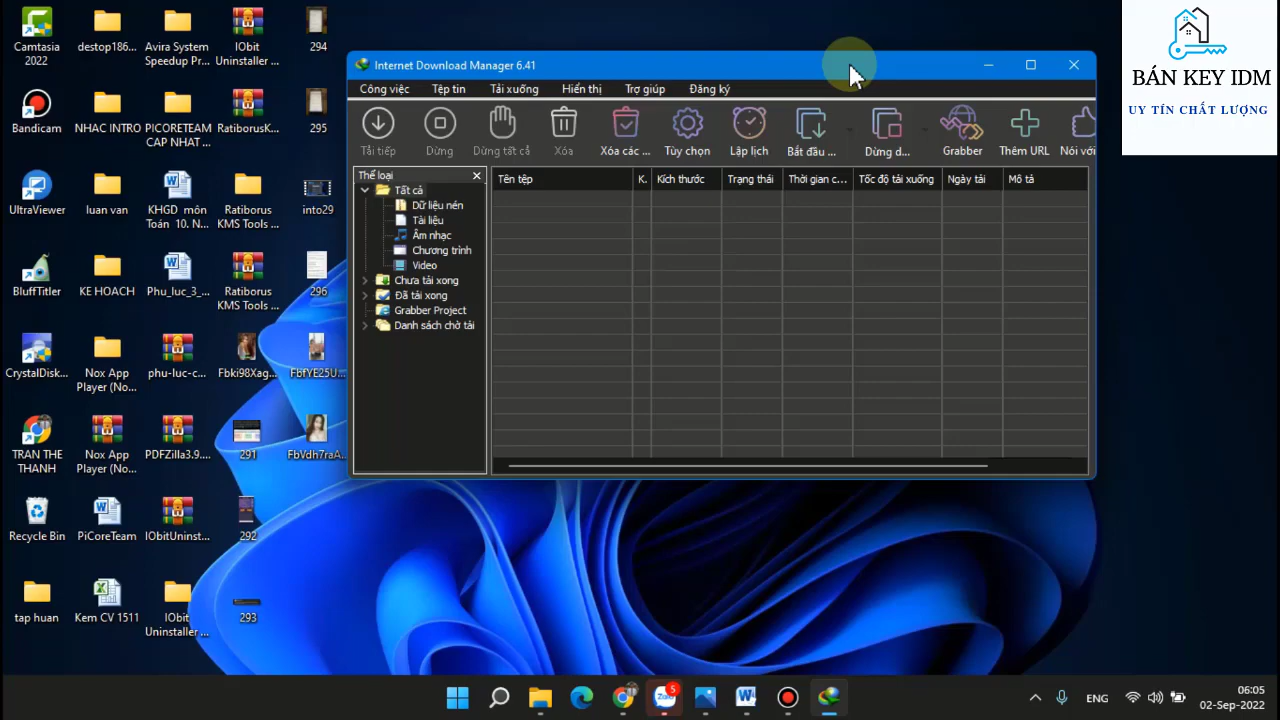 Camtasia
2022
destop186...
Avira System
Speedup Pr...
IObit
Uninstaller ...
294
Bandicam
NHAC INTRO
PICORETEAM
CAP NHAT ...
RatiborusK...
295
UltraViewer
luan van
KHGD môn
Toán 10. N...
Ratiborus
KMS Tools ...
into29
BluffTitler
KE HOACH
Phu_luc_3_...
Ratiborus
KMS Tools ...
296
CrystalDisk...
Nox App
Player (No...
phu-luc-c...
Fbki98Xag...
FbfYE25U...
TRAN THE
THANH
Nox App
Player (No...
PDFZilla3.9....
291
FbVdh7raA...
Recycle Bin
PiCoreTeam
IObitUninst...
292
tap huan
Kem CV 1511
IObit
Uninstaller ...
293
Internet Download Manager 6.41
Công việc Tệp tin Tải xuống Hiển thị Trợ giúp Đăng ký
Tải tiếp Dừng Dừng tất cả Xóa Xóa các ... Tùy chọn Lập lịch Bắt đầu ... Dừng d... Grabber Thêm URL Nói với
Thể loại
Tất cả
Dữ liệu nén
Tài liệu
Âm nhạc
Chương trình
Video
Chưa tải xong
Đã tải xong
Grabber Project
Danh sách chờ tải
Tên tệp K. Kích thước Trạng thái Thời gian c... Tốc độ tải xuống Ngày tải Mô tả
BÁN KEY IDM
UY TÍN CHẤT LƯỢNG
Zalo
5
ENG
06:05
02-Sep-2022